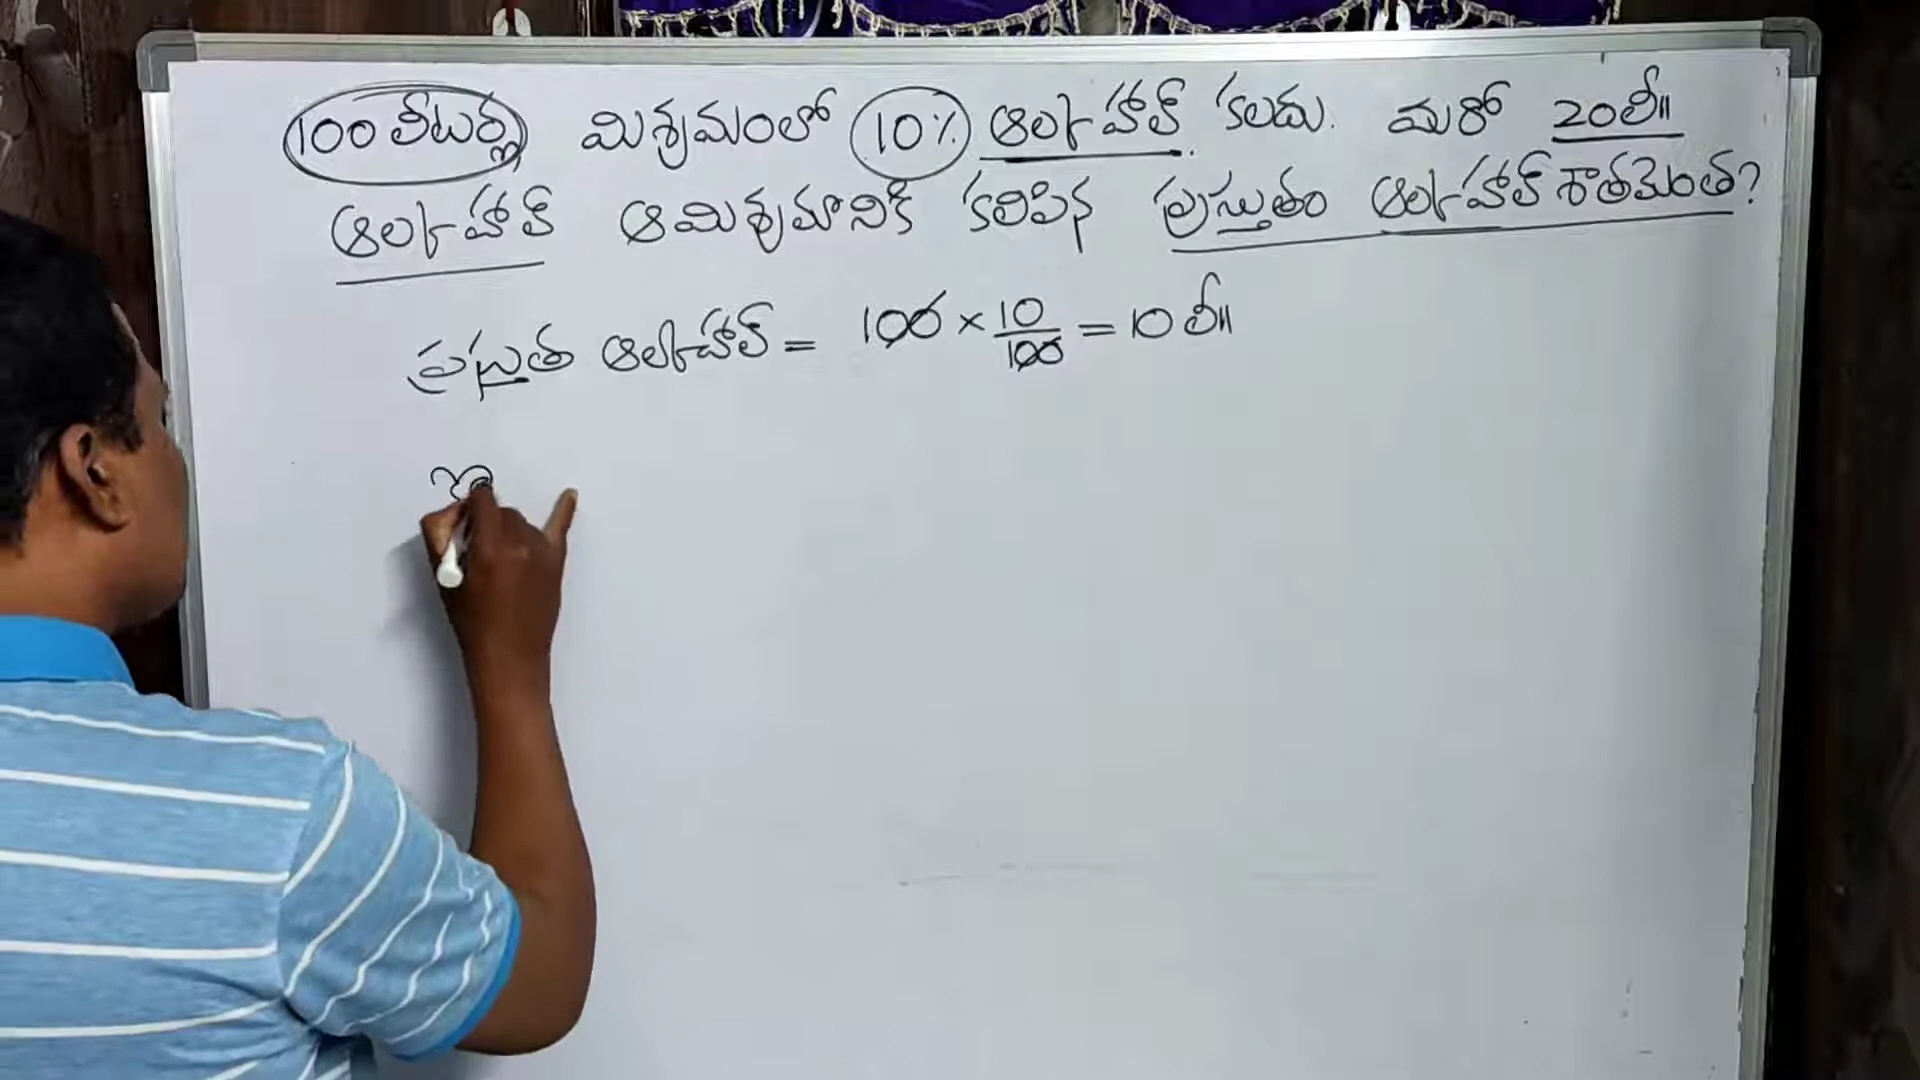 100 లీటర్ల మిశ్రమంలో 10% ఆల్కహాల్ కలదు. మరో 20లీ॥
ఆల్కహాల్ ఆమిశ్రమానికి కలిపిన ప్రస్తుతం ఆల్కహాల్ శాతమెంత?
ప్రస్తుత ఆల్కహాల్ = 100 × 10/100 = 10 లీ॥